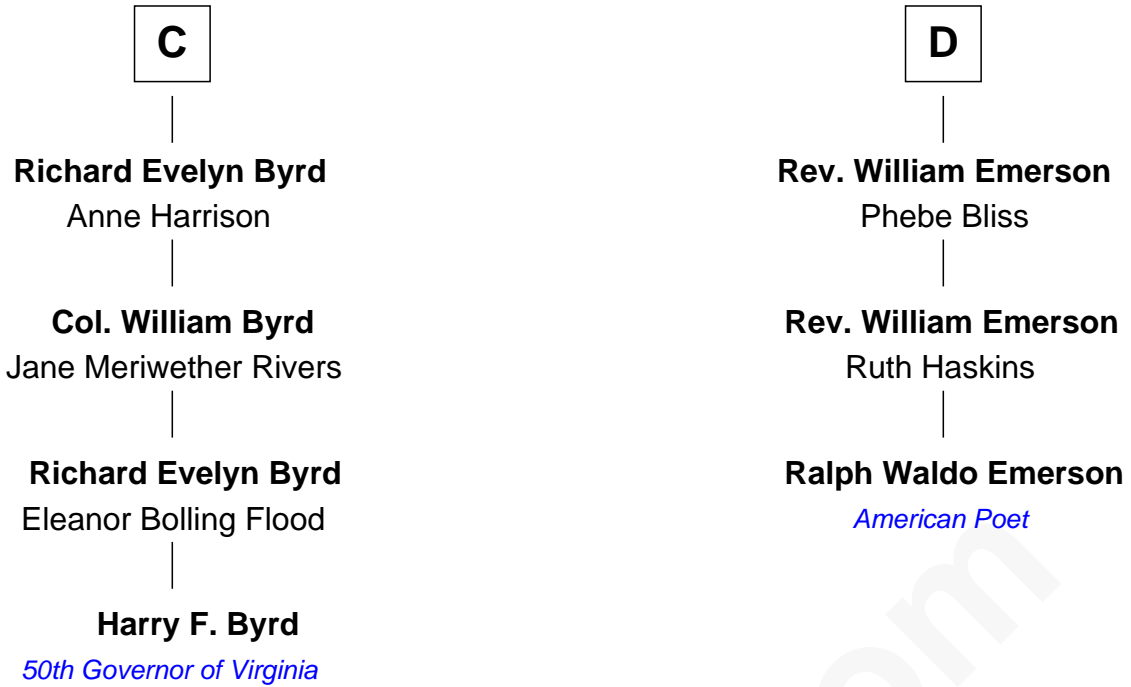 C
Richard Evelyn Byrd
Anne Harrison
Col. William Byrd
Jane Meriwether Rivers
Richard Evelyn Byrd
Eleanor Bolling Flood
Harry F. Byrd
50th Governor of Virginia
D
Rev. William Emerson
Phebe Bliss
Rev. William Emerson
Ruth Haskins
Ralph Waldo Emerson
American Poet
om